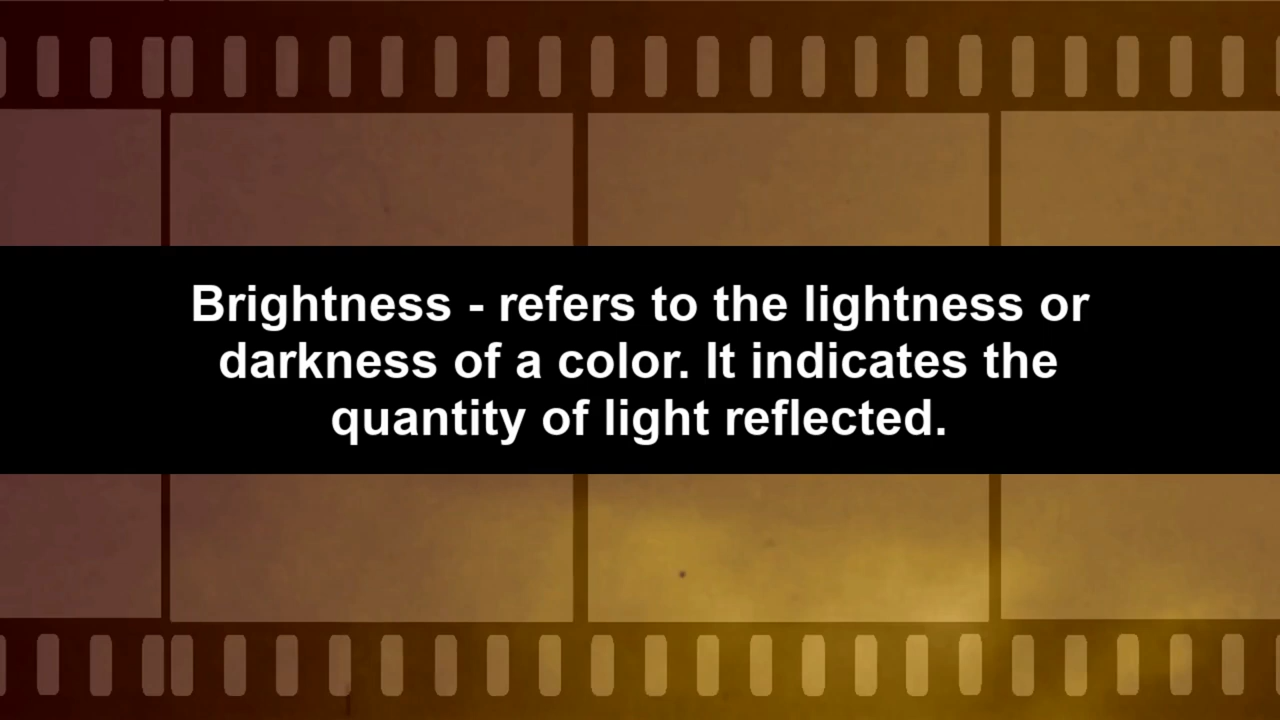 Brightness - refers to the lightness or
darkness of a color. It indicates the
quantity of light reflected.